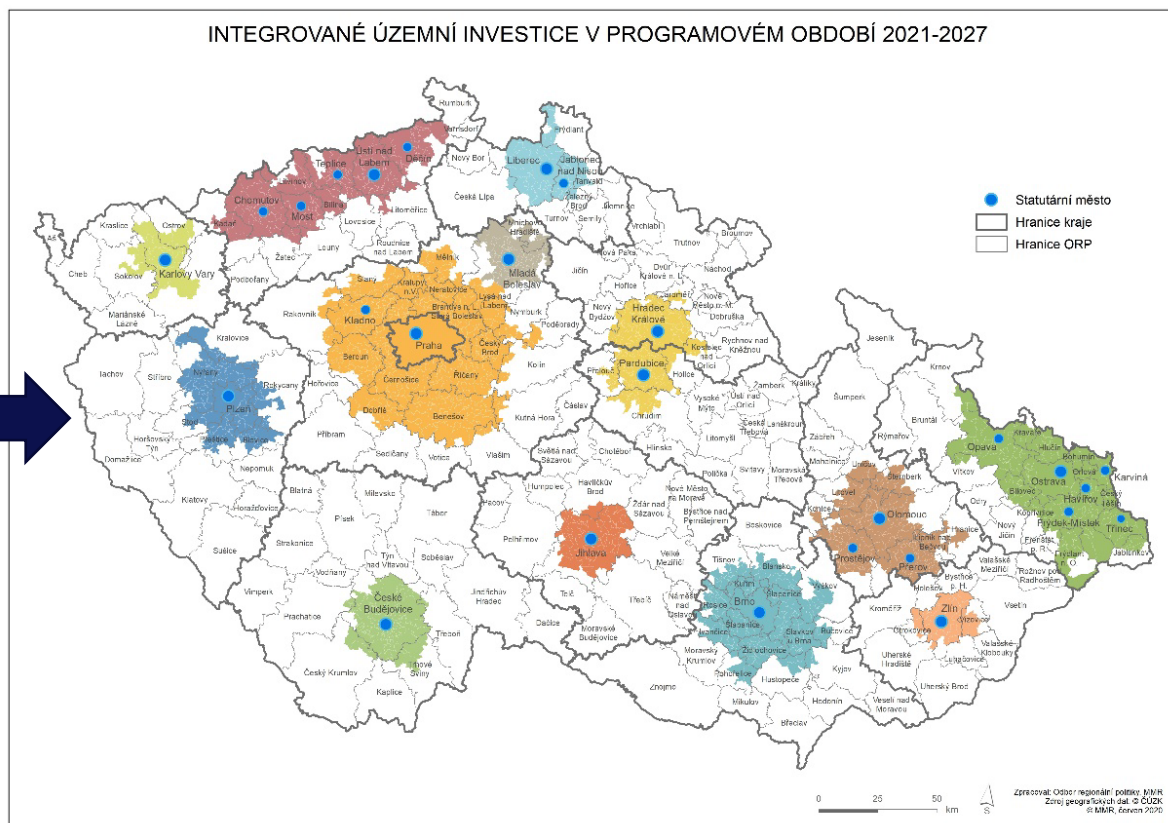 INTEGROVANÉ ÚZEMNÍ INVESTICE V PROGRAMOVÉM OBDOBÍ 2021-2027
Rumburk
Varnsdorf
Frýdlant
Děčín
Ústí nad
Labem
Nový Bor
Liberec
Jablonec
nad Nisou
Teplice
Tanvald
Česká Lípa
Železný
Brod
Jilemnice
Bílina
Chomutov
Most
Litoměřice
Turnov
Semily
Vrchlabí
Kadaň
Lovosice
Trutnov
Broumov
Kraslice
Ostrov
Louny
Roudnice
nad Labem
Mnichovo
Hradiště
Nová Paka
Aš
Žatec
Mělník
Jičín
Dvůr
Králové n. L.
Náchod
Cheb
Sokolov
Karlovy Vary
Podbořany
Slaný
Kralupy
n.V.
Neratovice
Mladá
Boleslav
Hořice
Jaroměř
Nové
Město n. M.
Mariánské
Lázně
Rakovník
Kladno
Brandýs n. L.
Stará Boleslav
Lysá nad
Labem
Nymburk
Nový
Bydžov
Hradec
Králové
Dobruška
Praha
Poděbrady
Kostelec
nad
Orlicí
Rychnov nad
Kněžnou
Kralovice
Beroun
Český
Brod
Kolín
Přelouč
Pardubice
Holice
Jeseník
Tachov
Stříbro
Nýřany
Rokycany
Hořovice
Černošice
Říčany
Žamberk
Králíky
Krnov
Plzeň
Dobříš
Benešov
Kutná Hora
Čáslav
Chrudim
Vysoké
Mýto
Ústí nad
Orlicí
Šumperk
Bruntál
Horšovský
Týn
Stod
Příbram
Hlinsko
Litomyšl
Česká
Třebová
Lanškroun
Rýmařov
Opava
Kravaře
Hlučín
Bohumín
Domažlice
Přeštice
Blovice
Sedlčany
Votice
Vlašim
Světlá nad
Sázavou
Chotěboř
Zábřeh
Vítkov
Ostrava
Orlová
Karviná
Nepomuk
Polička
Svitavy
Moravská
Třebová
Mohelnice
Uničov
Šternberk
Bílovec
Havířov
Český
Těšín
Klatovy
Horažďovice
Blatná
Milevsko
Pacov
Humpolec
Havlíčkův
Brod
Nové Město
na Moravě
Litovel
Odry
Kopřivnice
Frýdek-Místek
Třinec
Písek
Tábor
Žďár nad
Sázavou
Bystřice nad
Pernštejnem
Konice
Olomouc
Hranice
Nový
Jičín
Frenštát
p. R.
Jablunkov
Sušice
Strakonice
Pelhřimov
Jihlava
Boskovice
Prostějov
Lipník nad
Bečvou
Frýdlant
n. O.
Týn
nad Vltavou
Soběslav
Velké
Meziříčí
Tišnov
Blansko
Přerov
Valašské
Meziříčí
Rožnov pod
Radhoštěm
Vodňany
Telč
Třebíč
Kuřim
Vyškov
Bystřice
p. H.
Holešov
Vimperk
Prachatice
České
Budějovice
Jindřichův
Hradec
Náměšť
nad
Oslavou
Rosice
Brno
Šlapanice
Kroměříž
Zlín
Vizovice
Vsetín
Třeboň
Dačice
Moravské
Budějovice
Ivančice
Slavkov
u Brna
Bučovice
Otrokovice
Trhové
Sviny
Moravský
Krumlov
Židlochovice
Uherské
Hradiště
Luhačovice
Valašské
Klobouky
Český Krumlov
Pohořelice
Hustopeče
Kyjov
Kaplice
Znojmo
Uherský Brod
Mikulov
Hodonín
Veselí nad
Moravou
Břeclav
Statutární město
Hranice kraje
Hranice ORP
0 25 50
km
S
Zpracoval: Odbor regionální politiky, MMR
Zdroj geografických dat: © ČÚZK
© MMR, červen 2020